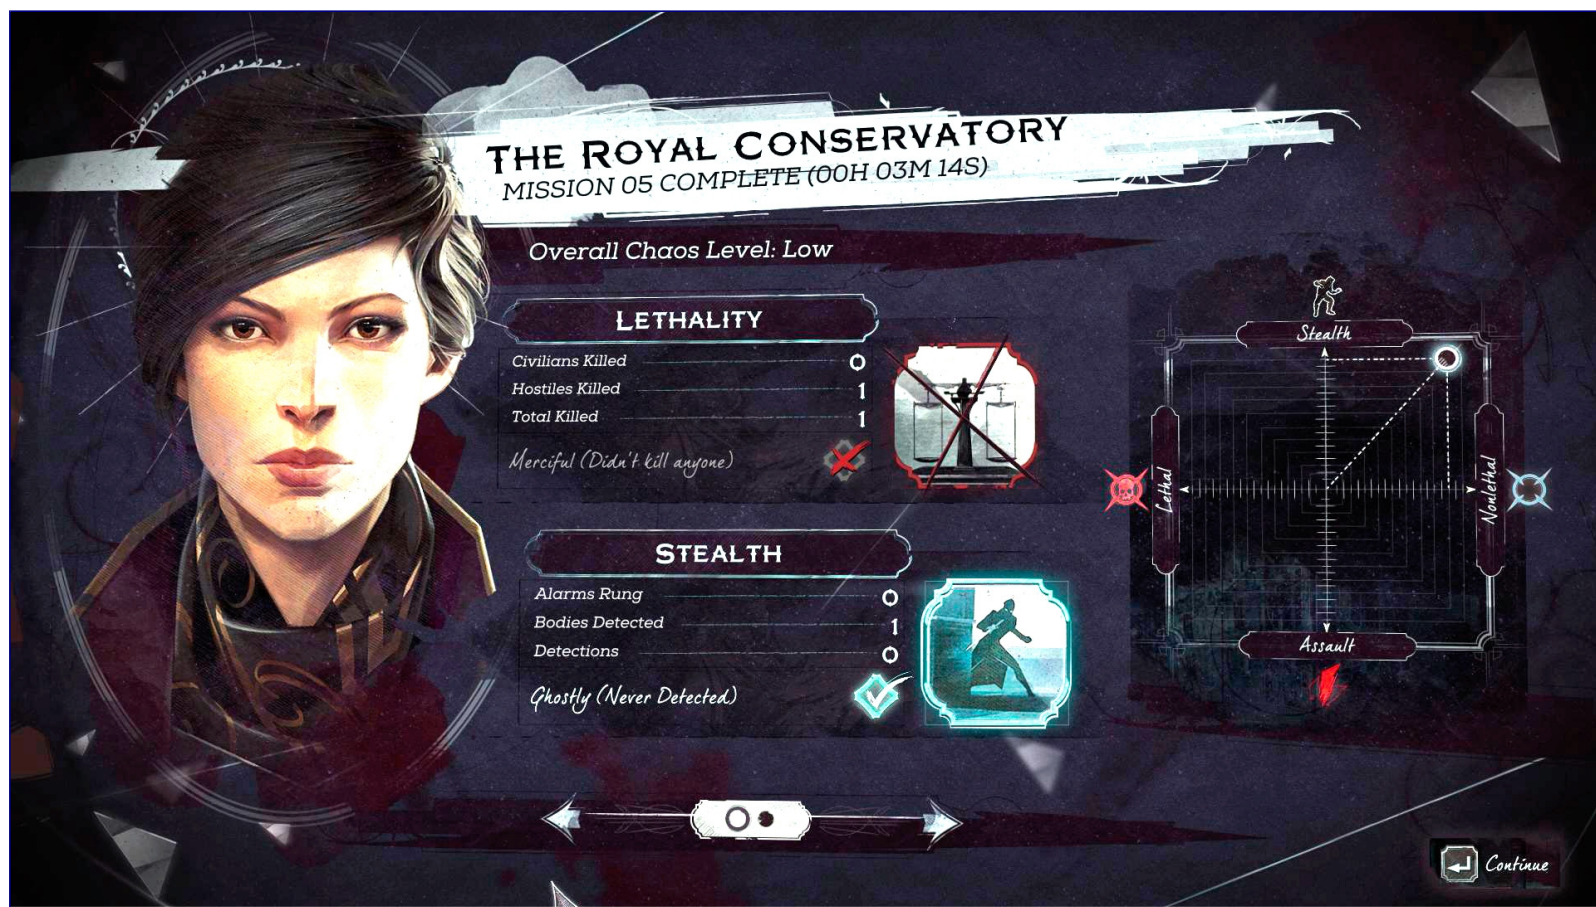 THE ROYAL CONSERVATORY
MISSION 05 COMPLETE (00H 03M 14S)
Overall Chaos Level: Low
LETHALITY
Civilians Killed 0
Hostiles Killed 1
Total Killed 1
Merciful (Didn't kill anyone)
STEALTH
Alarms Rung 0
Bodies Detected 1
Detections 0
Ghostly (Never Detected)
Stealth
Lethal
Nonlethal
Assault
Continue